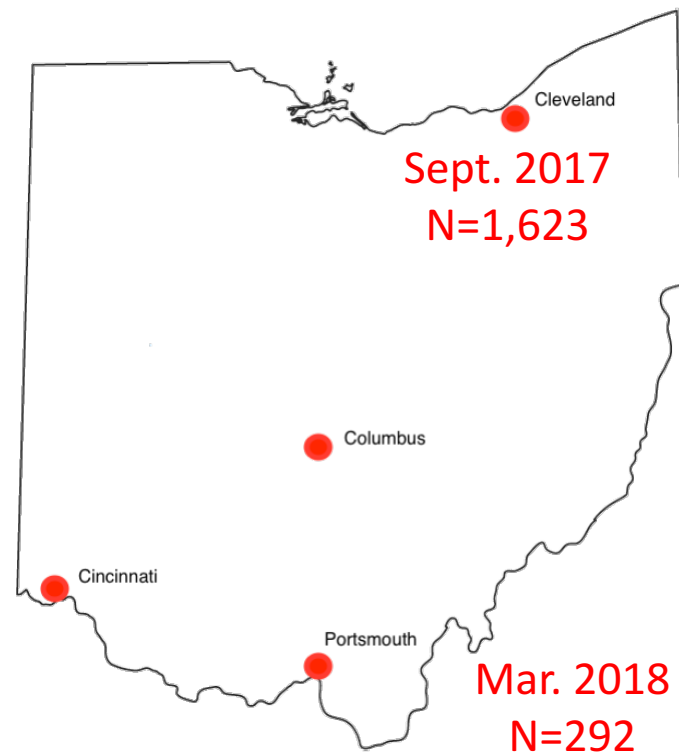 Cleveland
Sept. 2017
N=1,623
Columbus
Cincinnati
Portsmouth
Mar. 2018
N=292